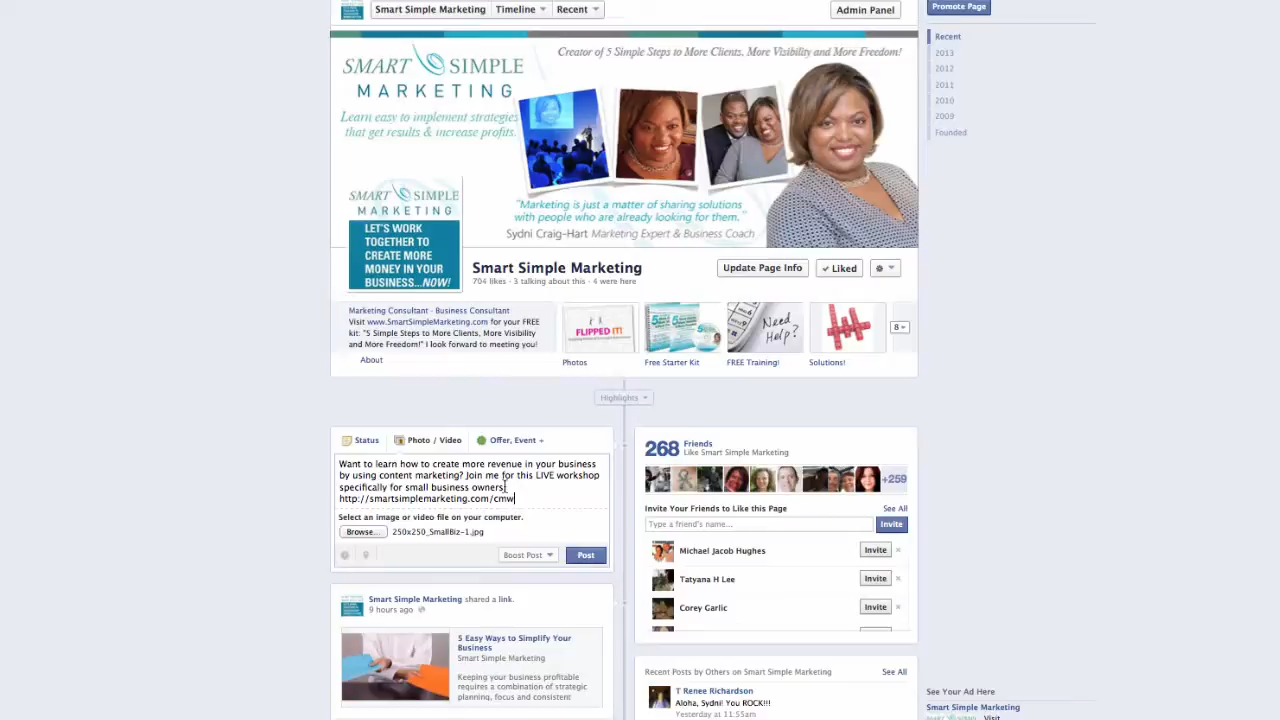 Smart Simple Marketing Timeline Recent
Admin Panel
Promote Page
Recent
2013
2012
2011
2010
2009
Founded
Creator of 5 Simple Steps to More Clients, More Visibility and More Freedom!
SMART SIMPLE
MARKETING
Learn easy to implement strategies
that get results & increase profits.
"Marketing is just a matter of sharing solutions
with people who are already looking for them."
Sydni Craig-Hart Marketing Expert & Business Coach
SMART SIMPLE
MARKETING
LET'S WORK
TOGETHER TO
CREATE MORE
MONEY IN YOUR
BUSINESS...NOW!
Smart Simple Marketing
704 likes · 3 talking about this · 4 were here
Update Page Info
Liked
Marketing Consultant · Business Consultant
Visit www.SmartSimpleMarketing.com for your FREE
kit: "5 Simple Steps to More Clients, More Visibility
and More Freedom!" I look forward to meeting you!
About
FLIPPED IT!
Photos
Free Starter Kit
Need
Help?
FREE Training!
Solutions!
8
Highlights
Status
Photo / Video
Offer, Event +
Want to learn how to create more revenue in your business
by using content marketing? Join me for this LIVE workshop
specifically for small business owners:
http://smartsimplemarketing.com/cmw
Select an image or video file on your computer.
Browse... 250x250_SmallBiz-1.jpg
Boost Post
Post
Smart Simple Marketing shared a link.
9 hours ago
5 Easy Ways to Simplify Your
Business
Smart Simple Marketing
Keeping your business profitable
requires a combination of strategic
planning, focus and consistent
268 Friends
Like Smart Simple Marketing
+259
Invite Your Friends to Like this Page
See All
Type a friend's name...
Invite
Michael Jacob Hughes
Invite
Tatyana H Lee
Invite
Corey Garlic
Invite
Recent Posts by Others on Smart Simple Marketing
See All
T Renee Richardson
Aloha, Sydni! You ROCK!!!
Yesterday at 11:55am
See Your Ad Here
Smart Simple Marketing
Visit